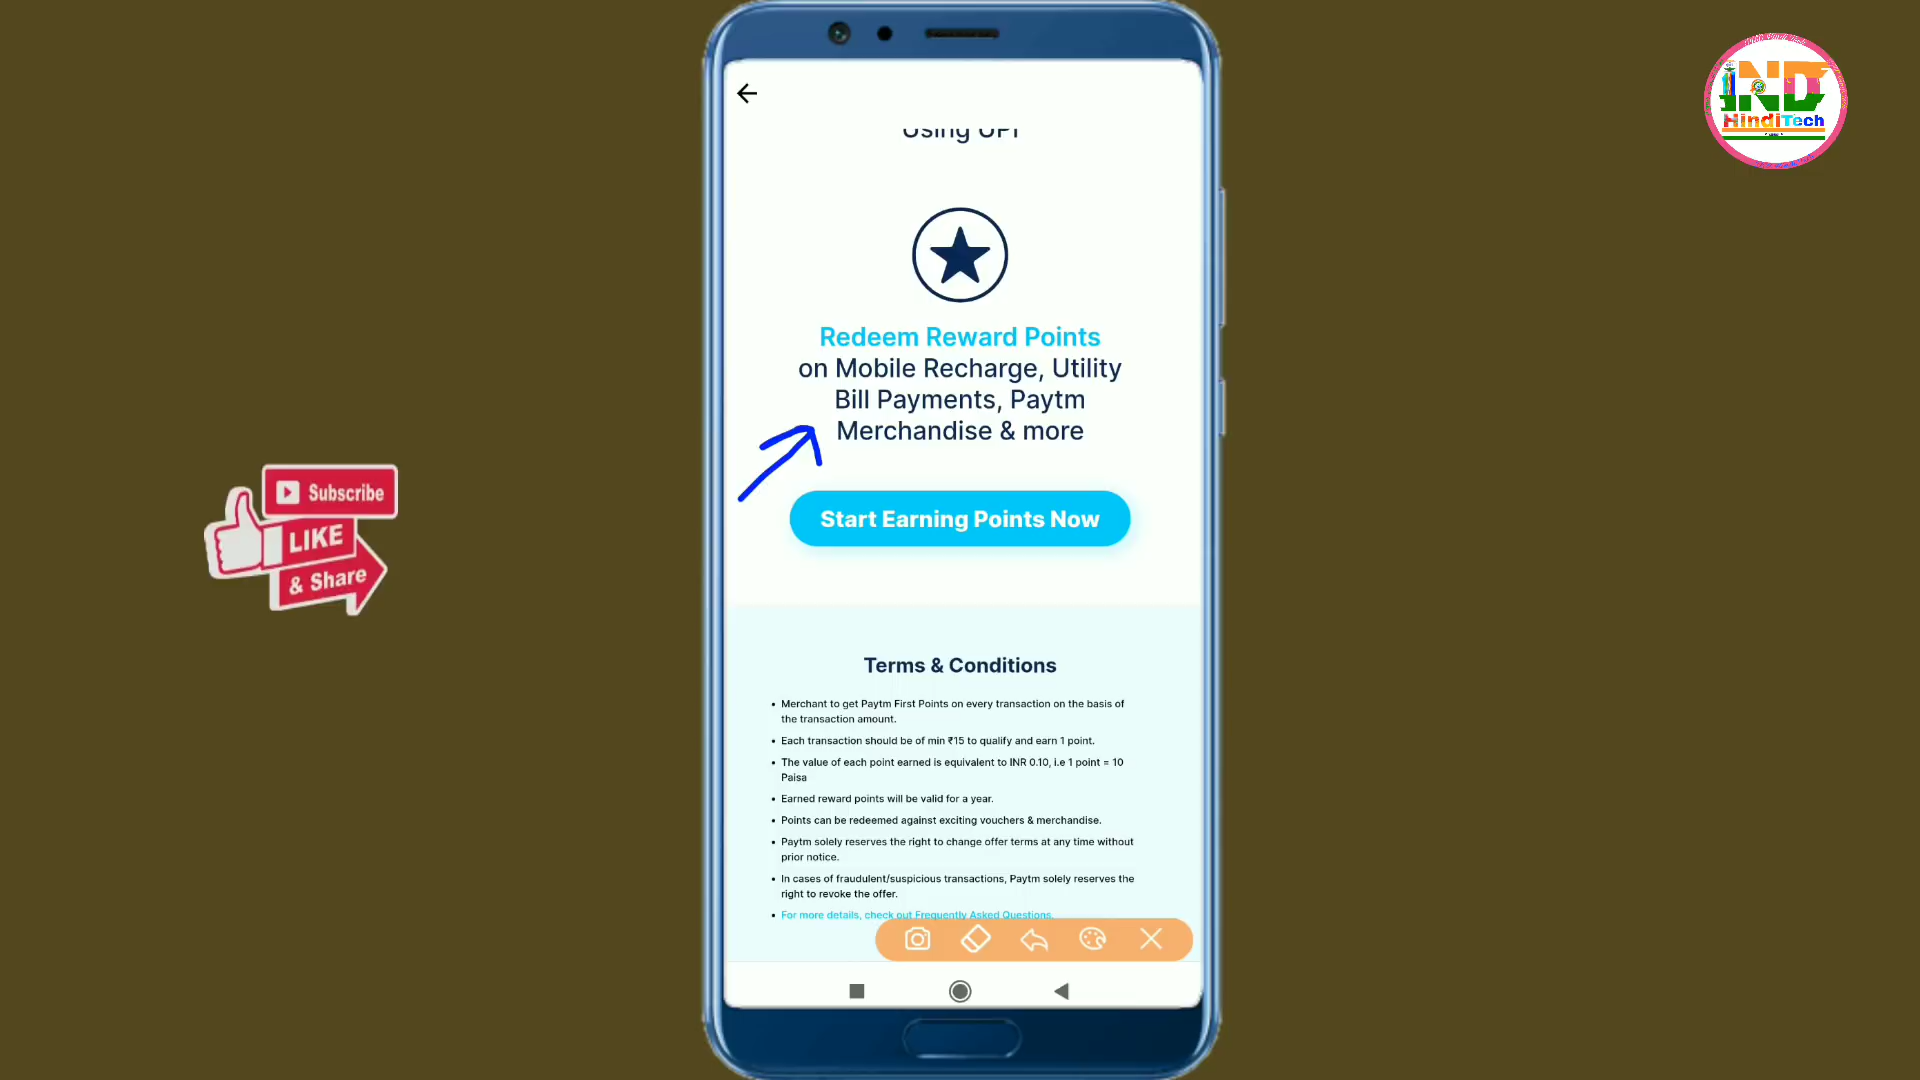 IND
HindiTech
Using UPI
Redeem Reward Points
on Mobile Recharge, Utility
Bill Payments, Paytm
Merchandise & more
Subscribe
LIKE
& Share
Start Earning Points Now
Terms & Conditions
• Merchant to get Paytm First Points on every transaction on the basis of
the transaction amount.
• Each transaction should be of min ₹15 to qualify and earn 1 point.
• The value of each point earned is equivalent to INR 0.10, i.e 1 point = 10
Paisa
• Earned reward points will be valid for a year.
• Points can be redeemed against exciting vouchers & merchandise.
• Paytm solely reserves the right to change offer terms at any time without
prior notice.
• In cases of fraudulent/suspicious transactions, Paytm solely reserves the
right to revoke the offer.
• For more details, check out Frequently Asked Questions.